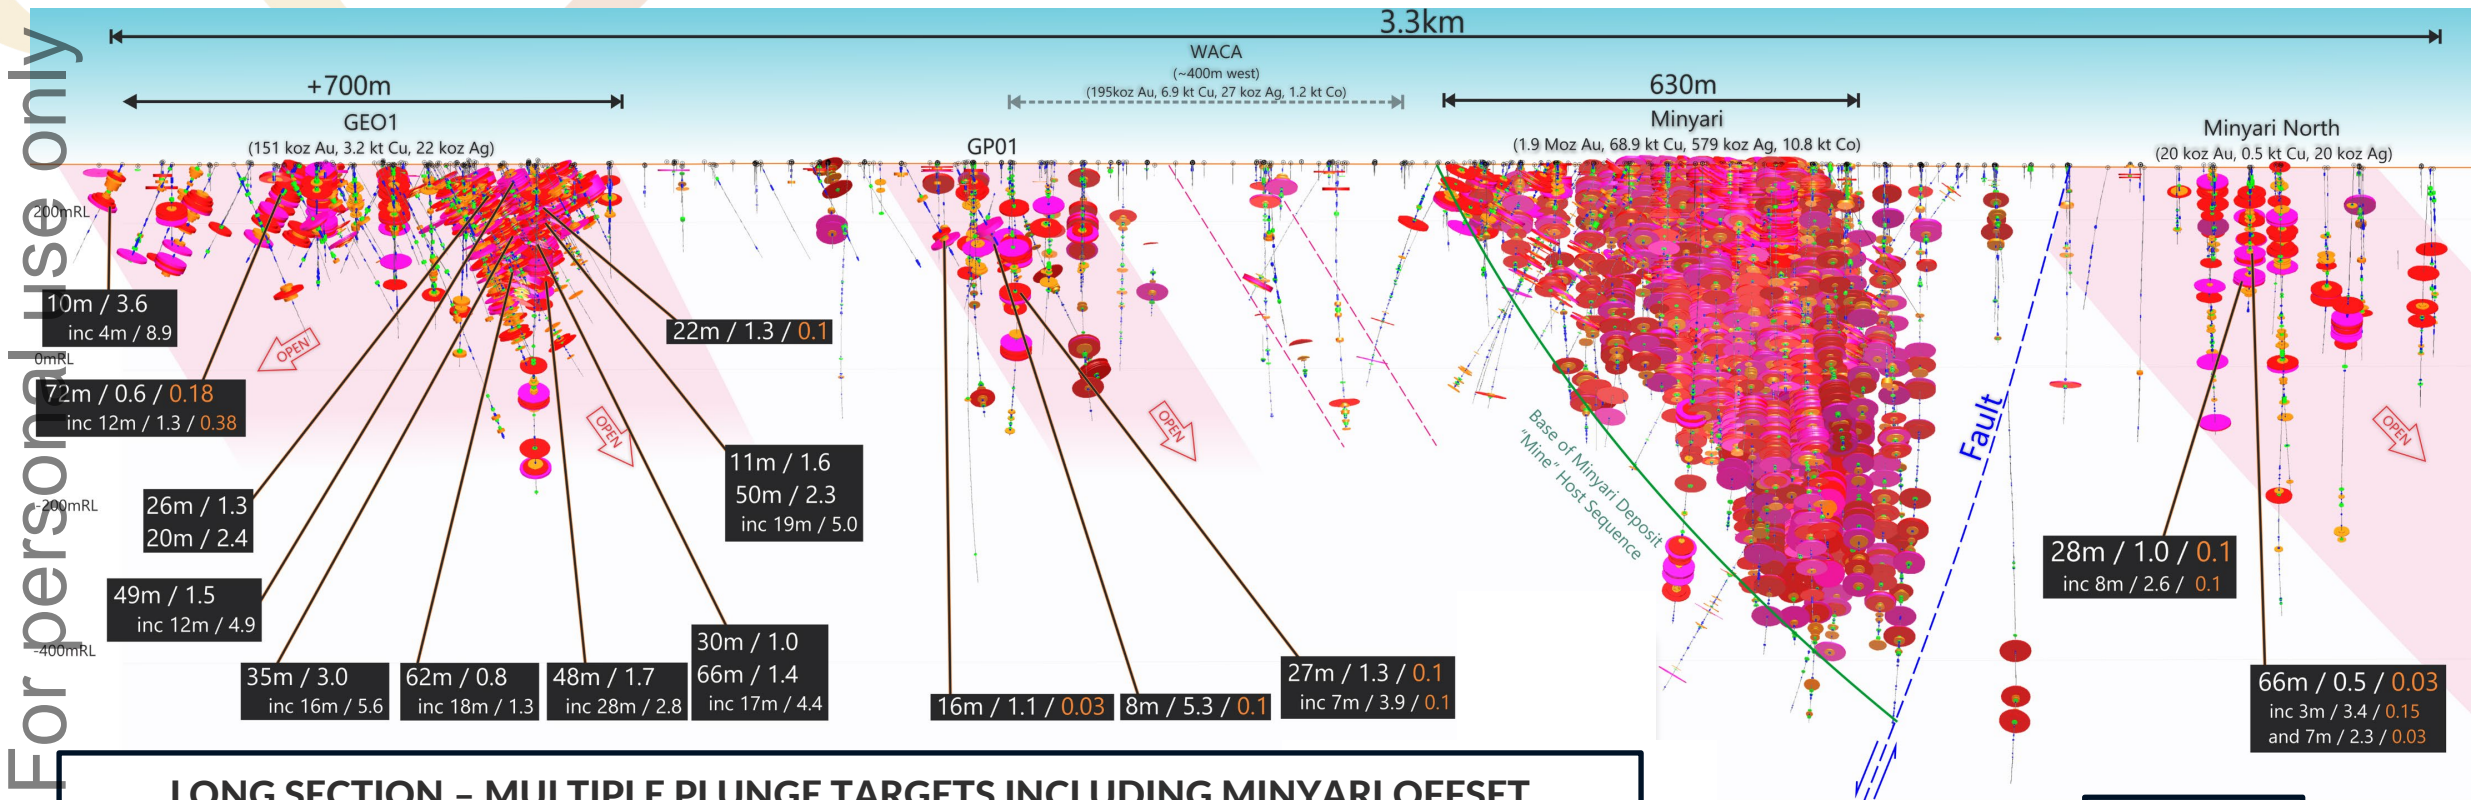 For personal use only
3.3km
WACA
(~400m west)
(195koz Au, 6.9 kt Cu, 27 koz Ag, 1.2 kt Co)
+700m
GEO1
(151 koz Au, 3.2 kt Cu, 22 koz Ag)
GP01
630m
Minyari
(1.9 Moz Au, 68.9 kt Cu, 579 koz Ag, 10.8 kt Co)
Minyari North
(20 koz Au, 0.5 kt Cu, 20 koz Ag)
200mRL
0mRL
-200mRL
-400mRL
10m / 3.6
inc 4m / 8.9
72m / 0.6 / 0.18
inc 12m / 1.3 / 0.38
26m / 1.3
20m / 2.4
49m / 1.5
inc 12m / 4.9
35m / 3.0
inc 16m / 5.6
62m / 0.8
inc 18m / 1.3
48m / 1.7
inc 28m / 2.8
30m / 1.0
66m / 1.4
inc 17m / 4.4
11m / 1.6
50m / 2.3
inc 19m / 5.0
22m / 1.3 / 0.1
OPEN
OPEN
16m / 1.1 / 0.03
8m / 5.3 / 0.1
27m / 1.3 / 0.1
inc 7m / 3.9 / 0.1
OPEN
Base of Minyari Deposit
"Mine" Host Sequence
Fault
28m / 1.0 / 0.1
inc 8m / 2.6 / 0.1
66m / 0.5 / 0.03
inc 3m / 3.4 / 0.15
and 7m / 2.3 / 0.03
OPEN
LONG SECTION – MULTIPLE PLUNGE TARGETS INCLUDING MINYARI OFFSET